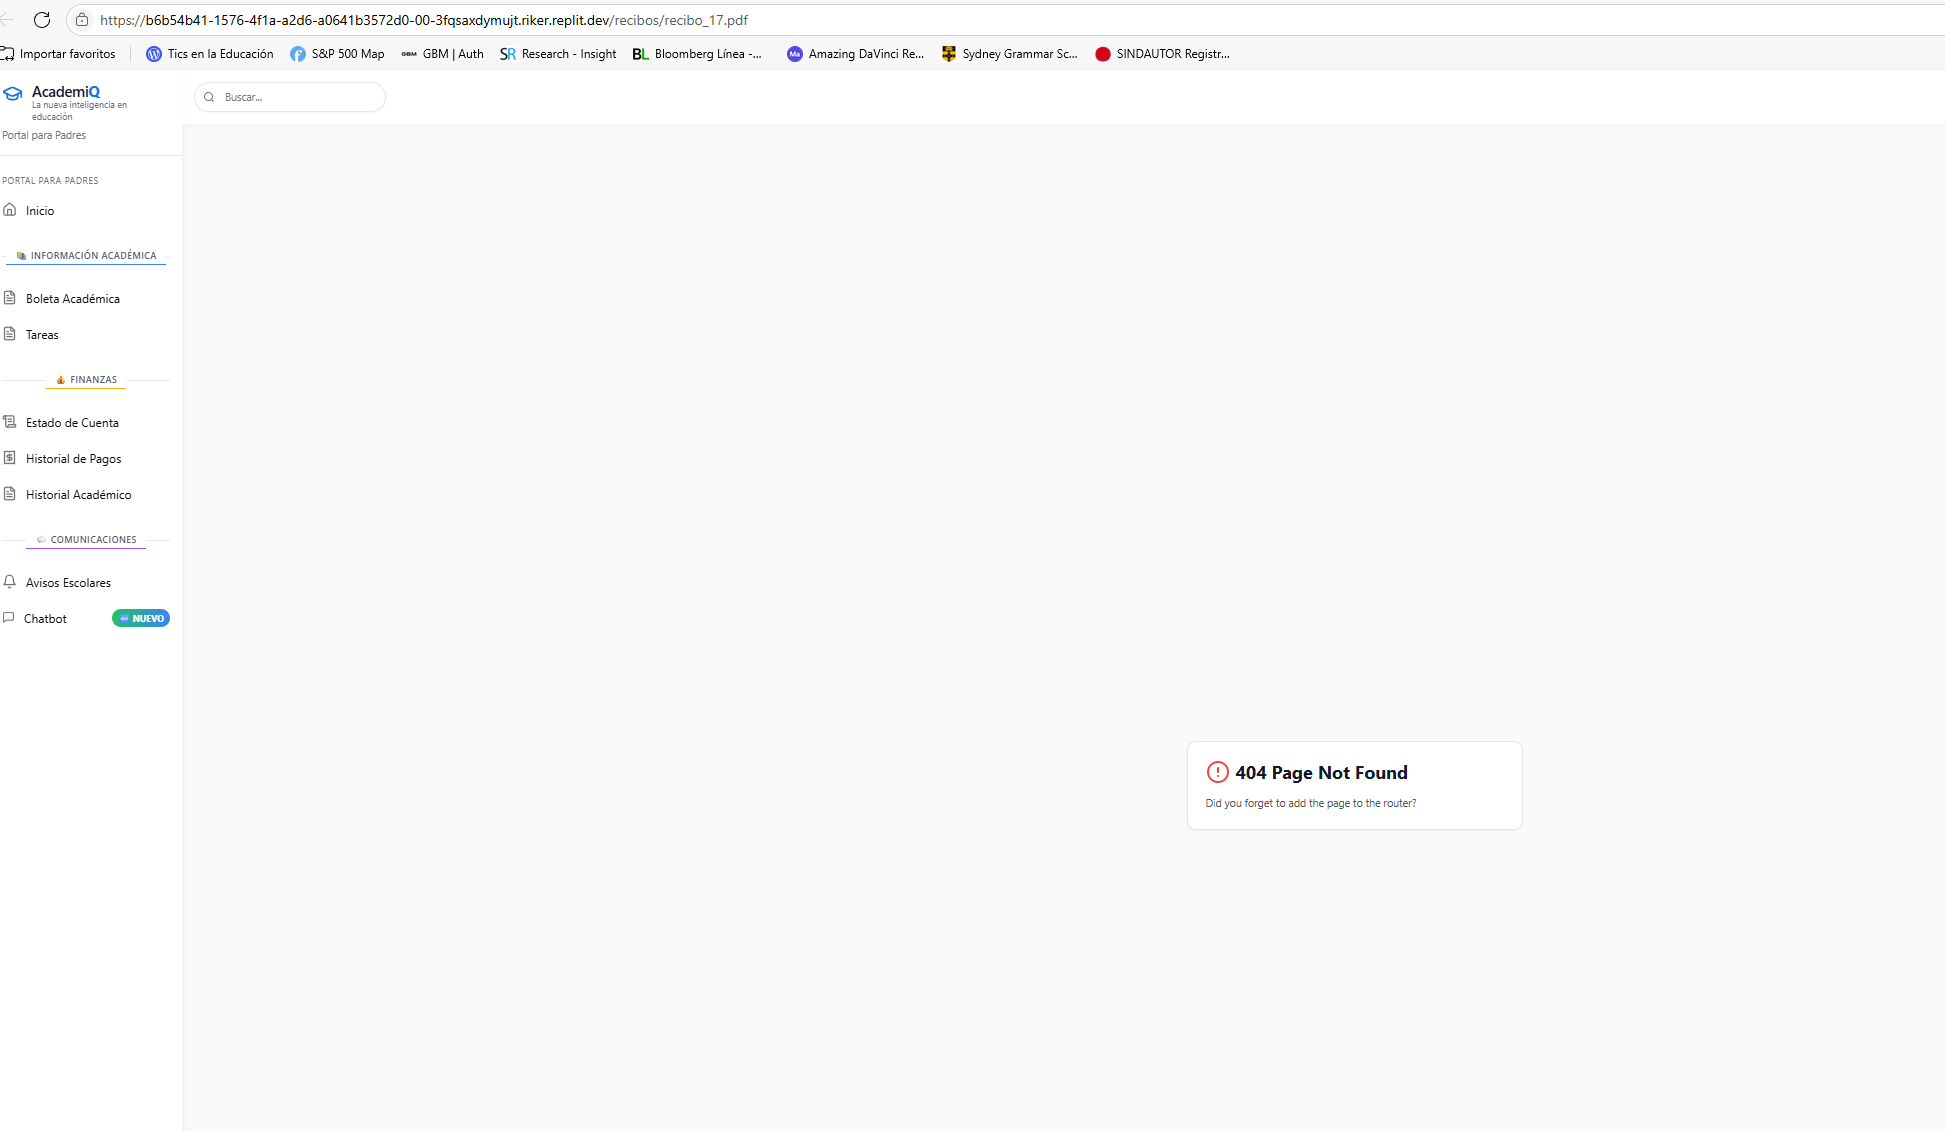 https://b6b54b41-1576-4f1a-a2d6-a0641b3572d0-00-3fqsaxdymujt.riker.replit.dev/recibos/recibo_17.pdf
Importar favoritos
Tics en la Educación
S&P 500 Map
GBM GBM | Auth
SR Research - Insight
BL Bloomberg Línea -...
Ma Amazing DaVinci Re...
Sydney Grammar Sc...
SINDAUTOR Registr...
AcademiQ
La nueva inteligencia en
educación
Portal para Padres
Buscar...
PORTAL PARA PADRES
Inicio
INFORMACIÓN ACADÉMICA
Boleta Académica
Tareas
FINANZAS
Estado de Cuenta
Historial de Pagos
Historial Académico
COMUNICACIONES
Avisos Escolares
Chatbot
NUEVO
404 Page Not Found
Did you forget to add the page to the router?